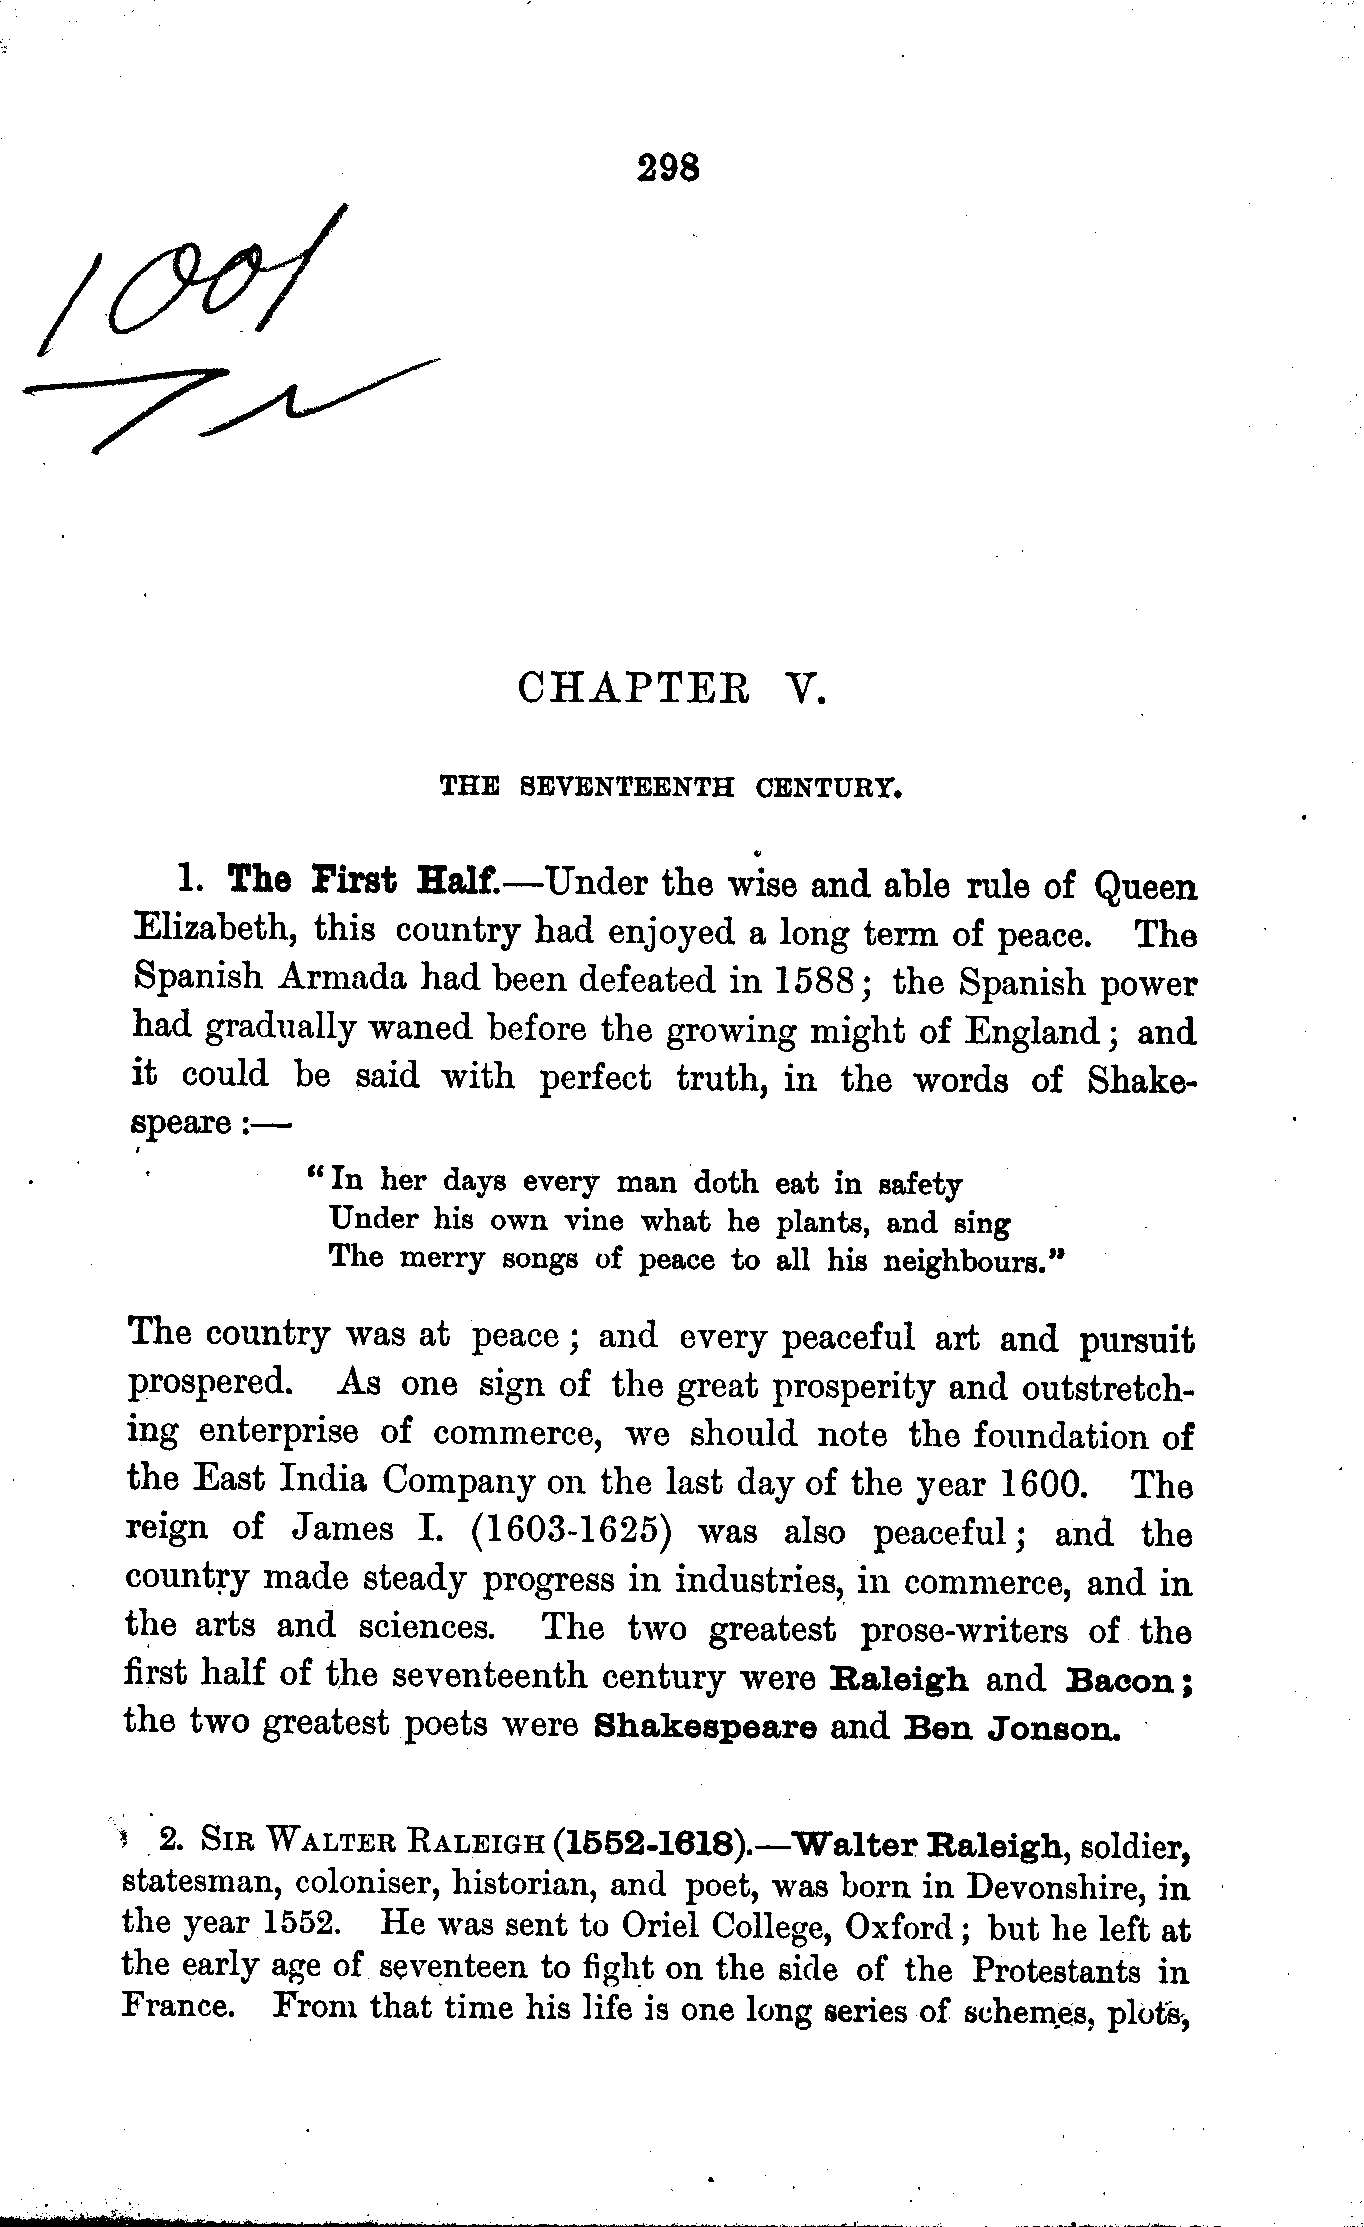 298
1001
CHAPTER V.
THE SEVENTEENTH CENTURY.
1. The First Half.—Under the wise and able rule of Queen
Elizabeth, this country had enjoyed a long term of peace. The
Spanish Armada had been defeated in 1588; the Spanish power
had gradually waned before the growing might of England; and
it could be said with perfect truth, in the words of Shake-
speare:—
"In her days every man doth eat in safety
Under his own vine what he plants, and sing
The merry songs of peace to all his neighbours."
The country was at peace; and every peaceful art and pursuit
prospered. As one sign of the great prosperity and outstretch-
ing enterprise of commerce, we should note the foundation of
the East India Company on the last day of the year 1600. The
reign of James I. (1603-1625) was also peaceful; and the
country made steady progress in industries, in commerce, and in
the arts and sciences. The two greatest prose-writers of the
first half of the seventeenth century were Raleigh and Bacon;
the two greatest poets were Shakespeare and Ben Jonson.
2. SIR WALTER RALEIGH (1552-1618).—Walter Raleigh, soldier,
statesman, coloniser, historian, and poet, was born in Devonshire, in
the year 1552. He was sent to Oriel College, Oxford; but he left at
the early age of seventeen to fight on the side of the Protestants in
France. From that time his life is one long series of schemes, plots,